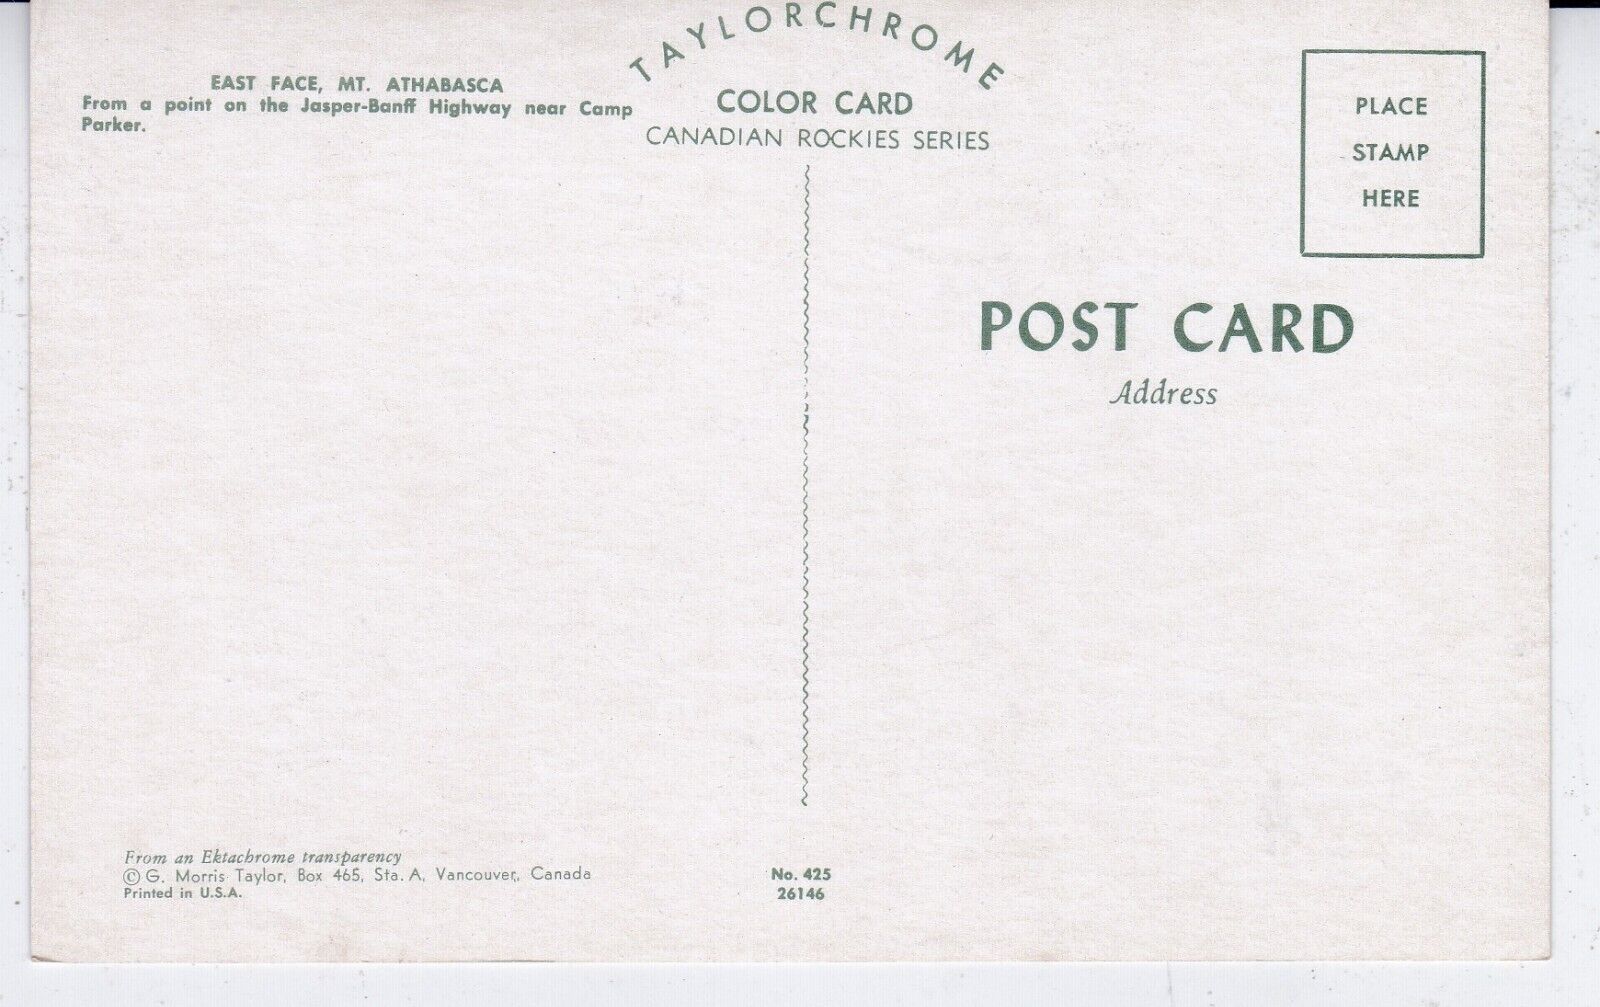 TAYLORCHROME
COLOR CARD
CANADIAN ROCKIES SERIES
EAST FACE, MT. ATHABASCA
From a point on the Jasper-Banff Highway near Camp
Parker.
PLACE
STAMP
HERE
POST CARD
Address
From an Ektachrome transparency
© G. Morris Taylor, Box 465, Sta. A, Vancouver, Canada
Printed in U.S.A.
No. 425
26146